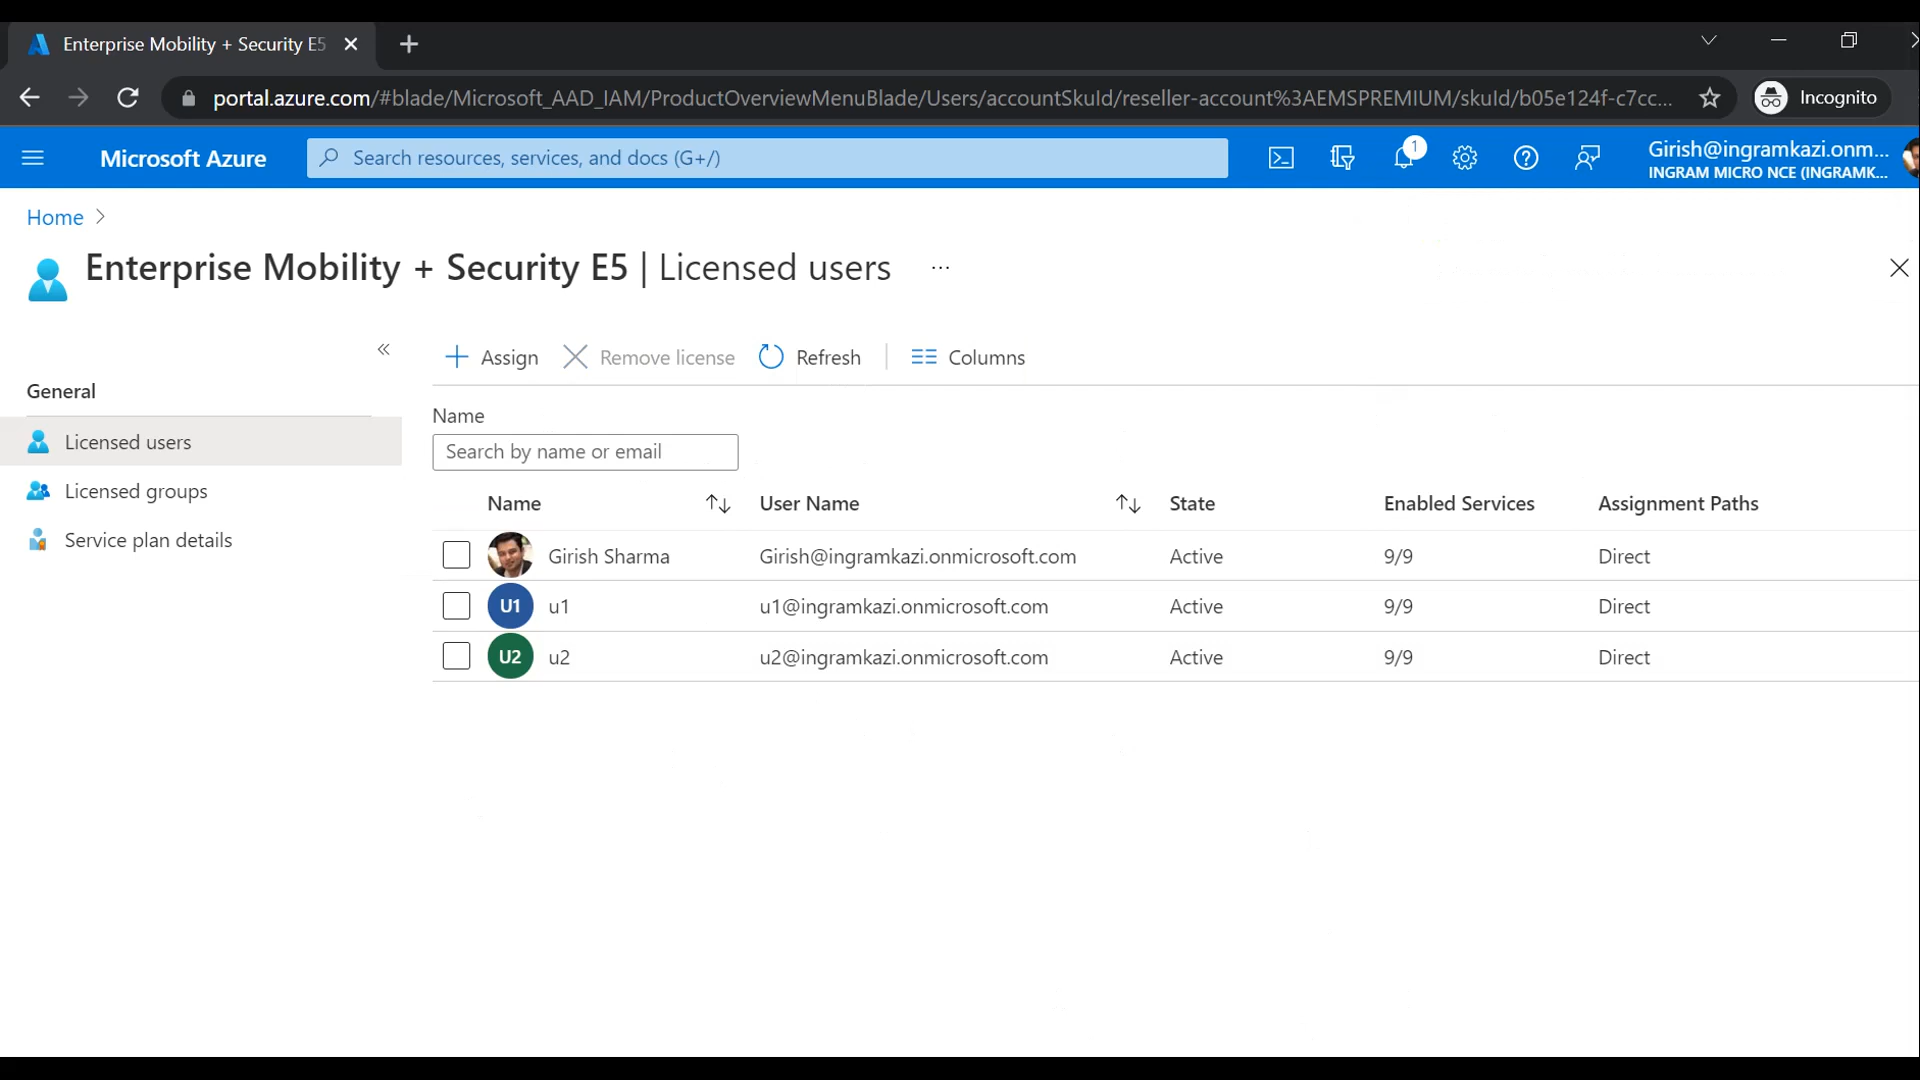 Enterprise Mobility + Security E5
portal.azure.com/#blade/Microsoft_AAD_IAM/ProductOverviewMenuBlade/Users/accountSkuId/reseller-account%3AEMSPREMIUM/skuId/b05e124f-c7cc...
Incognito
Microsoft Azure
Search resources, services, and docs (G+/)
1
Girish@ingramkazi.onm...
INGRAM MICRO NCE (INGRAMK...
Home
Enterprise Mobility + Security E5 | Licensed users
...
Assign
Remove license
Refresh
Columns
General
Licensed users
Licensed groups
Service plan details
Name
Search by name or email
Name User Name State Enabled Services Assignment Paths
Girish Sharma Girish@ingramkazi.onmicrosoft.com Active 9/9 Direct
U1 u1 u1@ingramkazi.onmicrosoft.com Active 9/9 Direct
U2 u2 u2@ingramkazi.onmicrosoft.com Active 9/9 Direct